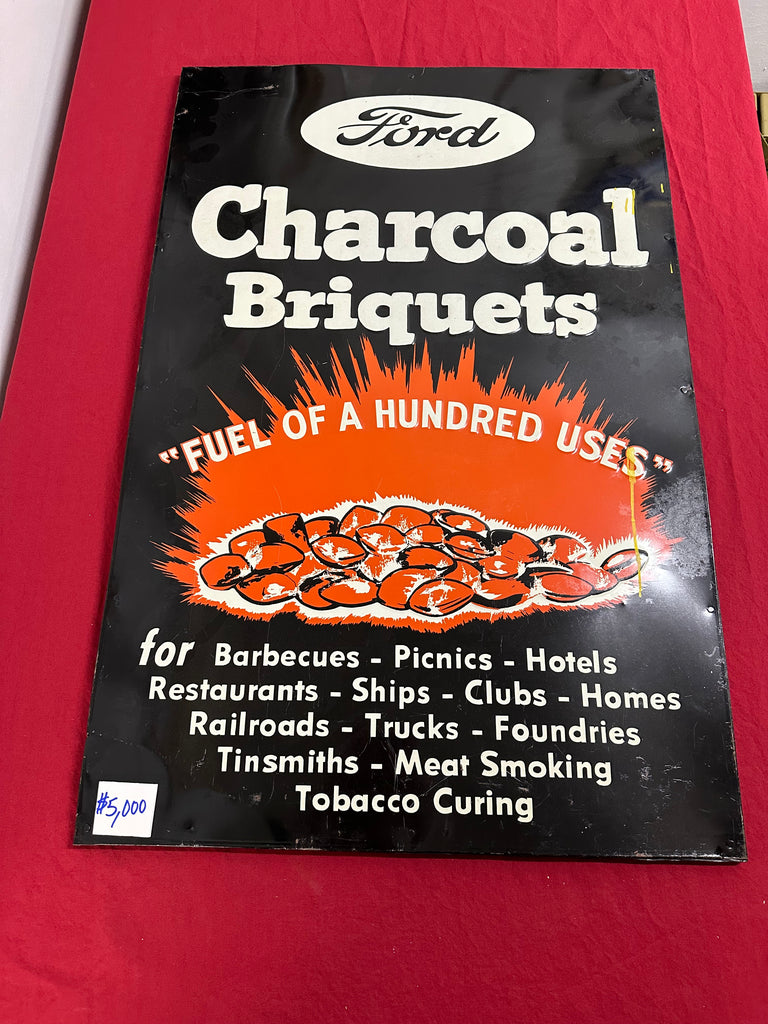 Ford
Charcoal
Briquets
"FUEL OF A HUNDRED USES"
for Barbecues - Picnics - Hotels
Restaurants - Ships - Clubs - Homes
Railroads - Trucks - Foundries
Tinsmiths - Meat Smoking
Tobacco Curing
$5,000